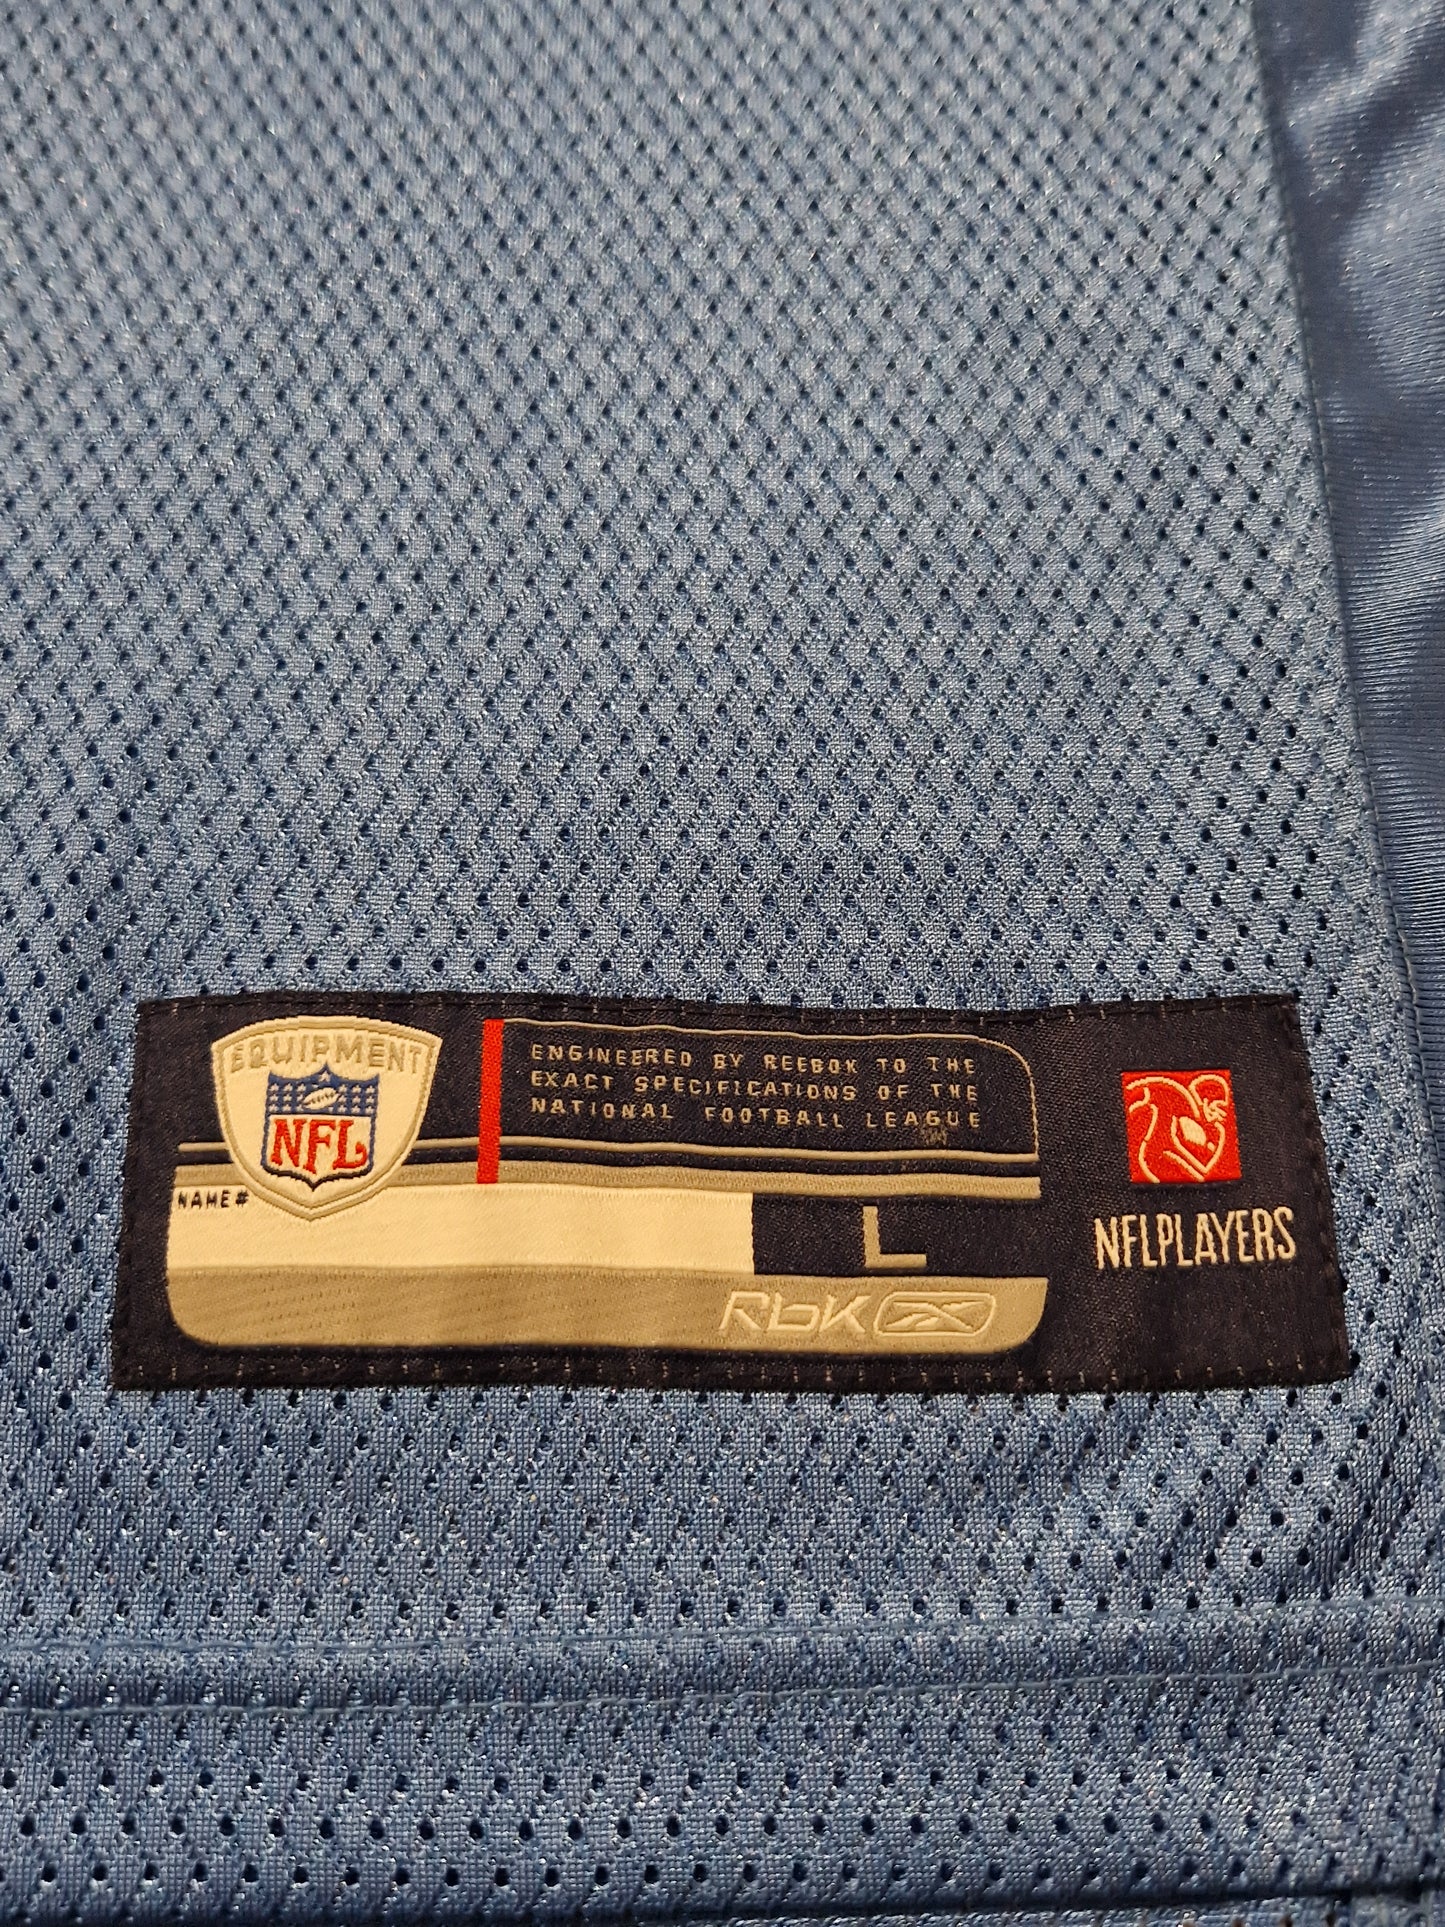 EQUIPMENT
NFL
ENGINEERED BY REEBOK TO THE
EXACT SPECIFICATIONS OF THE
NATIONAL FOOTBALL LEAGUE
NAME#
L
RbK
NFLPLAYERS